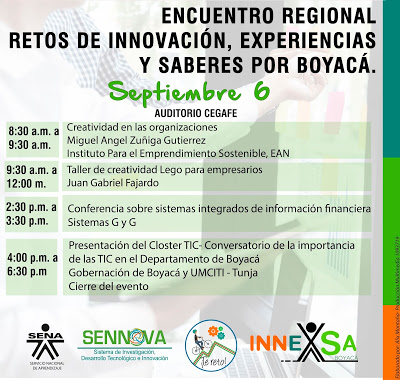 ENCUENTRO REGIONAL
RETOS DE INNOVACIÓN, EXPERIENCIAS
Y SABERES POR BOYACÁ.
Septiembre 6
AUDITORIO CEGAFE
8:30 a.m. a
9:30 a.m.
Creatividad en las organizaciones
Miguel Angel Zuñiga Gutierrez
Instituto Para el Emprendimiento Sostenible, EAN
9:30 a.m. a
12:00 m.
Taller de creatividad Lego para empresarios
Juan Gabriel Fajardo
2:30 p.m. a
3:30 p.m.
Conferencia sobre sistemas integrados de información financiera
Sistemas G y G
4:00 p.m. a
6:30 p.m
Presentación del Closter TIC- Conversatorio de la importancia
de las TIC en el Departamento de Boyacá
Gobernación de Boyacá y UMCITI - Tunja
Cierre del evento
SENA
SERVICIO NACIONAL
DE APRENDIZAJE
SENNOVA
Sistema de Investigación,
Desarrollo Tecnológico e Innovación
te reto!
INNEXSa
BOYACÁ